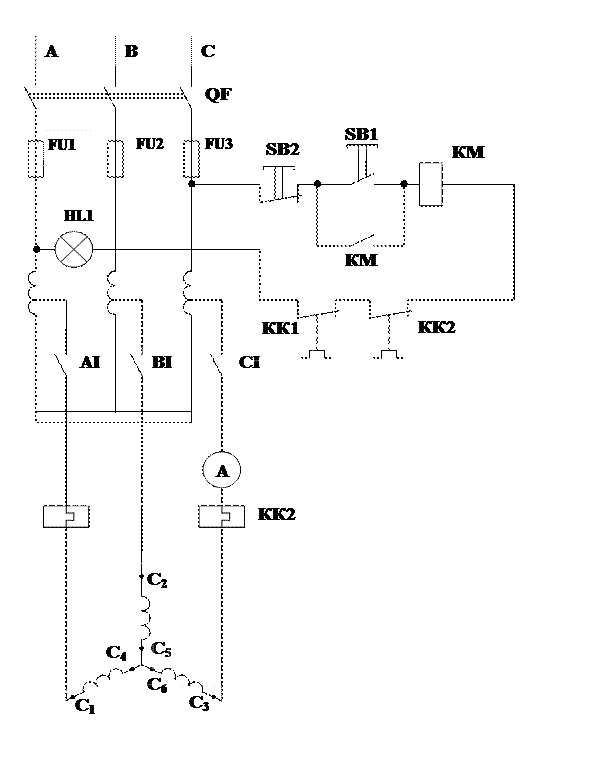 A B C
QF
FU1 FU2 FU3
SB2 SB1 KM
HL1
KM
KK1 KK2
AI BI CI
A
KK2
C₂
C₄ C₅
C₆
C₁ C₃